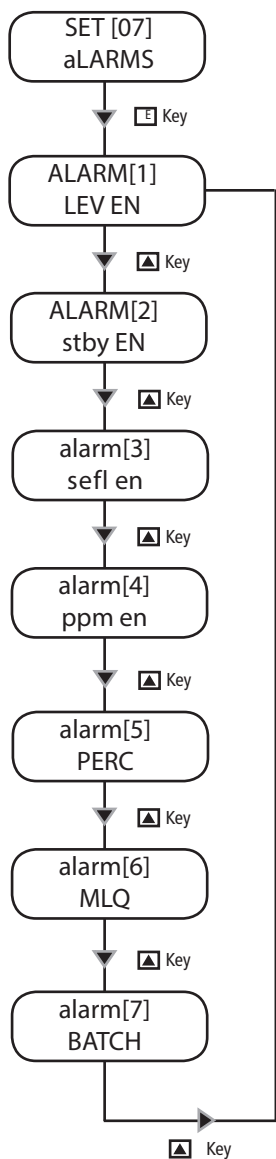 SET [07]
aLARMS
E Key
ALARM[1]
LEV EN
Key
ALARM[2]
stby EN
Key
alarm[3]
sefl en
Key
alarm[4]
ppm en
Key
alarm[5]
PERC
Key
alarm[6]
MLQ
Key
alarm[7]
BATCH
Key